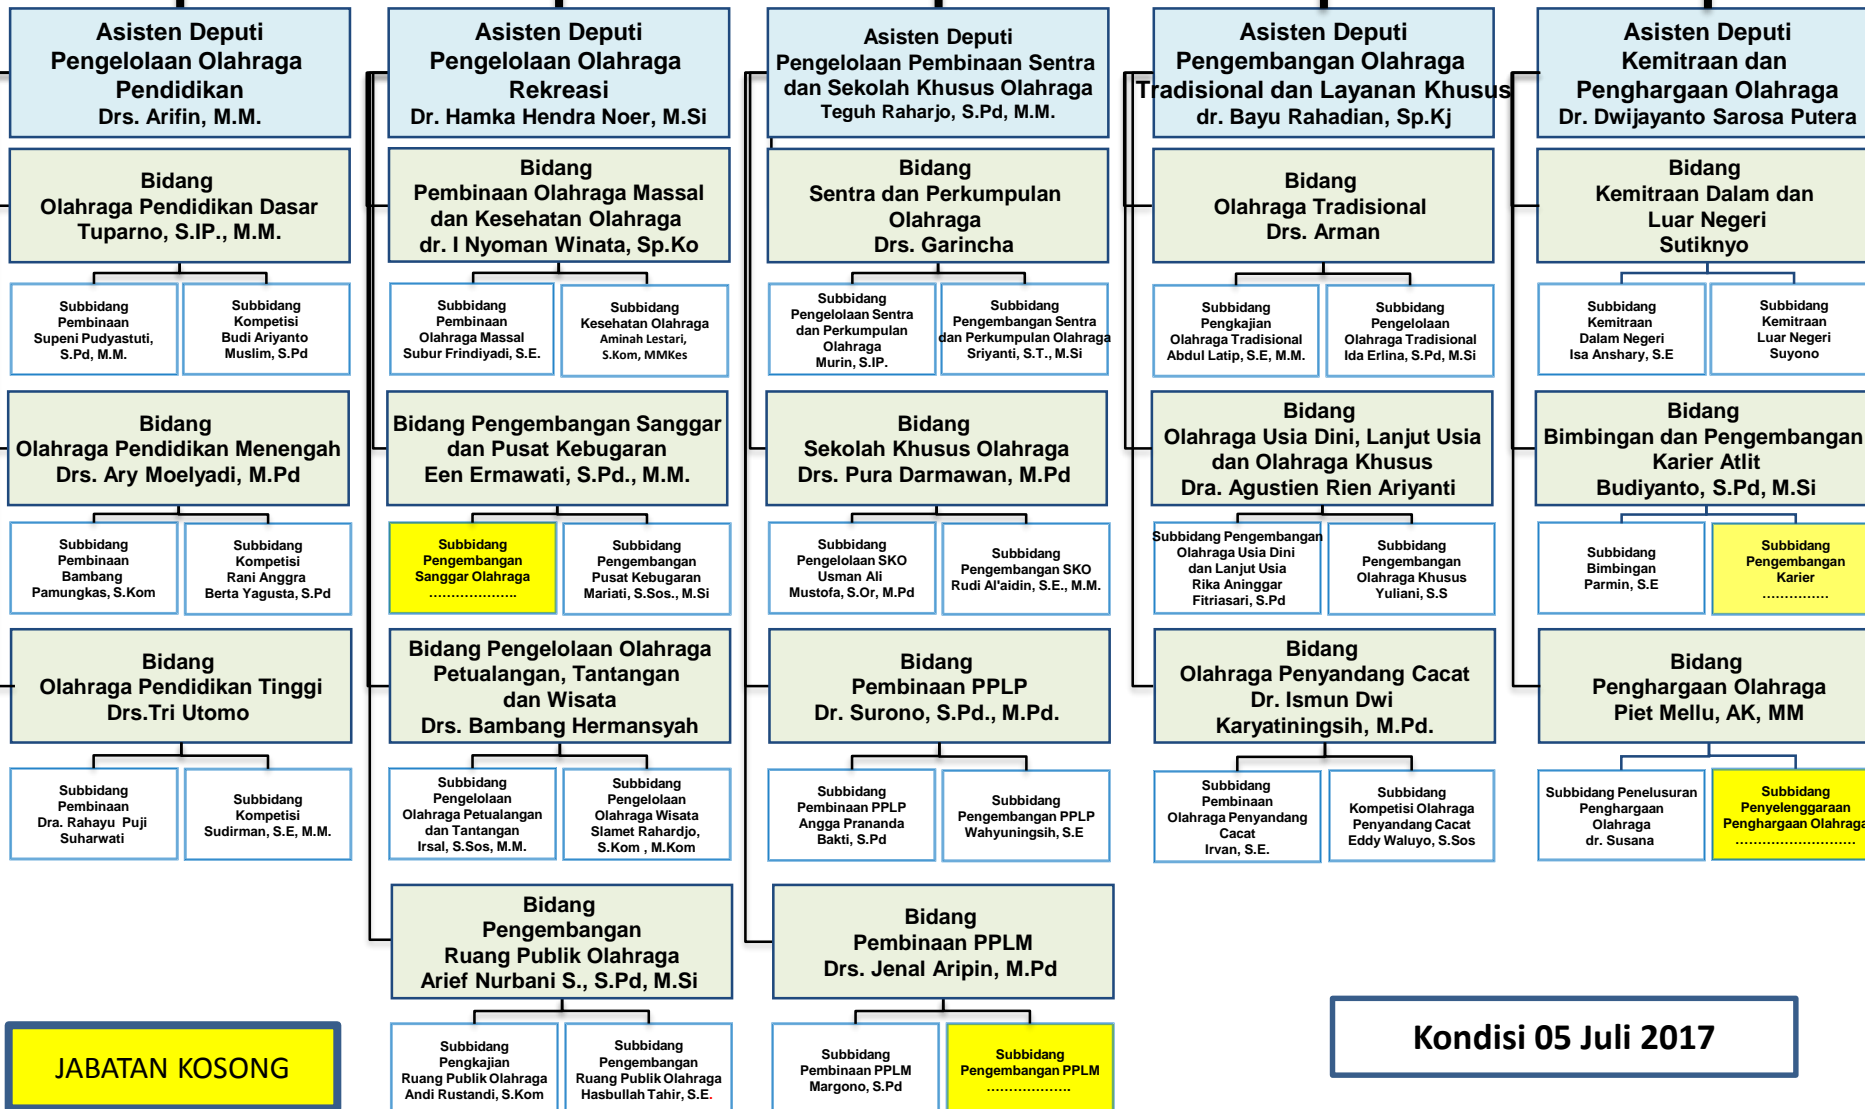 Asisten Deputi
Pengelolaan Olahraga
Pendidikan
Drs. Arifin, M.M.
Asisten Deputi
Pengelolaan Olahraga
Rekreasi
Dr. Hamka Hendra Noer, M.Si
Asisten Deputi
Pengelolaan Pembinaan Sentra
dan Sekolah Khusus Olahraga
Teguh Raharjo, S.Pd, M.M.
Asisten Deputi
Pengembangan Olahraga
Tradisional dan Layanan Khusus
dr. Bayu Rahadian, Sp.Kj
Asisten Deputi
Kemitraan dan
Penghargaan Olahraga
Dr. Dwijayanto Sarosa Putera
Bidang
Olahraga Pendidikan Dasar
Tuparno, S.IP., M.M.
Bidang
Pembinaan Olahraga Massal
dan Kesehatan Olahraga
dr. I Nyoman Winata, Sp.Ko
Bidang
Sentra dan Perkumpulan
Olahraga
Drs. Garincha
Bidang
Olahraga Tradisional
Drs. Arman
Bidang
Kemitraan Dalam dan
Luar Negeri
Sutiknyo
Subbidang
Pembinaan
Supeni Pudyastuti,
S.Pd, M.M.
Subbidang
Kompetisi
Budi Ariyanto
Muslim, S.Pd
Subbidang
Pembinaan
Olahraga Massal
Subur Frindiyadi, S.E.
Subbidang
Kesehatan Olahraga
Aminah Lestari,
S.Kom, MMKes
Subbidang
Pengelolaan Sentra
dan Perkumpulan
Olahraga
Murin, S.IP.
Subbidang
Pengembangan Sentra
dan Perkumpulan Olahraga
Sriyanti, S.T., M.Si
Subbidang
Pengkajian
Olahraga Tradisional
Abdul Latip, S.E, M.M.
Subbidang
Pengelolaan
Olahraga Tradisional
Ida Erlina, S.Pd, M.Si
Subbidang
Kemitraan
Dalam Negeri
Isa Anshary, S.E
Subbidang
Kemitraan
Luar Negeri
Suyono
Bidang
Olahraga Pendidikan Menengah
Drs. Ary Moelyadi, M.Pd
Bidang Pengembangan Sanggar
dan Pusat Kebugaran
Een Ermawati, S.Pd., M.M.
Bidang
Sekolah Khusus Olahraga
Drs. Pura Darmawan, M.Pd
Bidang
Olahraga Usia Dini, Lanjut Usia
dan Olahraga Khusus
Dra. Agustien Rien Ariyanti
Bidang
Bimbingan dan Pengembangan
Karier Atlit
Budiyanto, S.Pd, M.Si
Subbidang
Pembinaan
Bambang
Pamungkas, S.Kom
Subbidang
Kompetisi
Rani Anggra
Berta Yagusta, S.Pd
Subbidang
Pengembangan
Sanggar Olahraga
....................
Subbidang
Pengembangan
Pusat Kebugaran
Mariati, S.Sos., M.Si
Subbidang
Pengelolaan SKO
Usman Ali
Mustofa, S.Or, M.Pd
Subbidang
Pengembangan SKO
Rudi Al'aidin, S.E., M.M.
Subbidang Pengembangan
Olahraga Usia Dini
dan Lanjut Usia
Rika Aninggar
Fitriasari, S.Pd
Subbidang
Pengembangan
Olahraga Khusus
Yuliani, S.S
Subbidang
Bimbingan
Parmin, S.E
Subbidang
Pengembangan
Karier
...............
Bidang
Olahraga Pendidikan Tinggi
Drs.Tri Utomo
Bidang Pengelolaan Olahraga
Petualangan, Tantangan
dan Wisata
Drs. Bambang Hermansyah
Bidang
Pembinaan PPLP
Dr. Surono, S.Pd., M.Pd.
Bidang
Olahraga Penyandang Cacat
Dr. Ismun Dwi
Karyatiningsih, M.Pd.
Bidang
Penghargaan Olahraga
Piet Mellu, AK, MM
Subbidang
Pembinaan
Dra. Rahayu Puji
Suharwati
Subbidang
Kompetisi
Sudirman, S.E, M.M.
Subbidang
Pengelolaan
Olahraga Petualangan
dan Tantangan
Irsal, S.Sos, M.M.
Subbidang
Pengelolaan
Olahraga Wisata
Slamet Rahardjo,
S.Kom , M.Kom
Subbidang
Pembinaan PPLP
Angga Prananda
Bakti, S.Pd
Subbidang
Pengembangan PPLP
Wahyuningsih, S.E
Subbidang
Pembinaan
Olahraga Penyandang
Cacat
Irvan, S.E.
Subbidang
Kompetisi Olahraga
Penyandang Cacat
Eddy Waluyo, S.Sos
Subbidang Penelusuran
Penghargaan
Olahraga
dr. Susana
Subbidang
Penyelenggaraan
Penghargaan Olahraga
...........................
Bidang
Pengembangan
Ruang Publik Olahraga
Arief Nurbani S., S.Pd, M.Si
Bidang
Pembinaan PPLM
Drs. Jenal Aripin, M.Pd
Subbidang
Pengkajian
Ruang Publik Olahraga
Andi Rustandi, S.Kom
Subbidang
Pengembangan
Ruang Publik Olahraga
Hasbullah Tahir, S.E.
Subbidang
Pembinaan PPLM
Margono, S.Pd
Subbidang
Pengembangan PPLM
...................
JABATAN KOSONG
Kondisi 05 Juli 2017